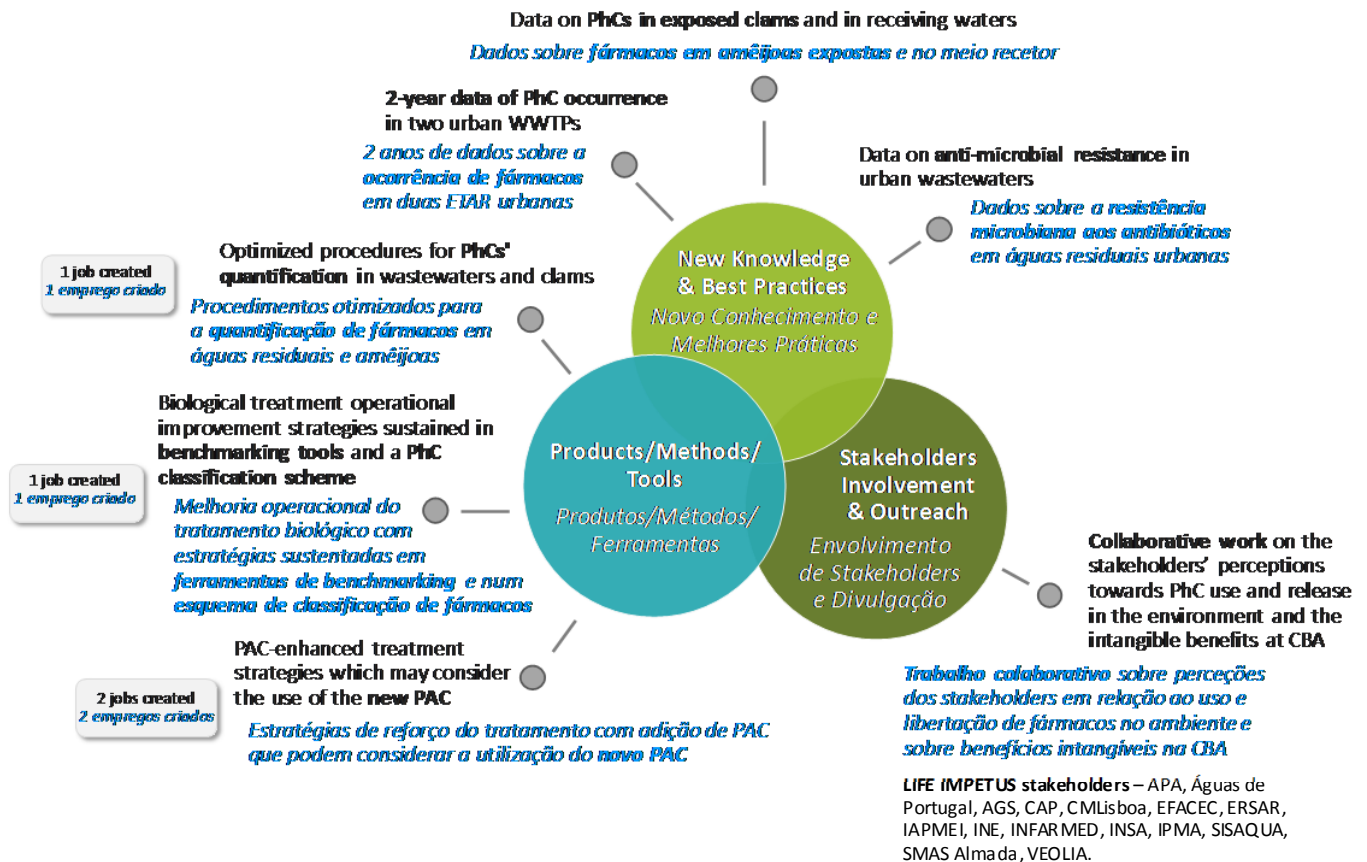 Data on PhCs in exposed clams and in receiving waters
Dados sobre fármacos em amêijoas expostas e no meio recetor
2-year data of PhC occurrence
in two urban WWTPs
2 anos de dados sobre a
ocorrência de fármacos
em duas ETAR urbanas
Data on anti-microbial resistance in
urban wastewaters
Dados sobre a resistência
microbiana aos antibióticos
em águas residuais urbanas
Optimized procedures for PhCs'
quantification in wastewaters and clams
Procedimentos otimizados para
a quantificação de fármacos em
águas residuais e amêijoas
1 job created
1 emprego criado
New Knowledge
& Best Practices
Novo Conhecimento e
Melhores Práticas
Biological treatment operational
improvement strategies sustained in
benchmarking tools and a PhC
classification scheme
Melhoria operacional do
tratamento biológico com
estratégias sustentadas em
ferramentas de benchmarking e num
esquema de classificação de fármacos
1 job created
1 emprego criado
Products/Methods/
Tools
Produtos/Métodos/
Ferramentas
Stakeholders
Involvement
& Outreach
Envolvimento
de Stakeholders
e Divulgação
PAC-enhanced treatment
strategies which may consider
the use of the new PAC
Estratégias de reforço do tratamento com adição de PAC
que podem considerar a utilização do novo PAC
2 jobs created
2 empregos criados
Collaborative work on the
stakeholders' perceptions
towards PhC use and release
in the environment and the
intangible benefits at CBA
Trabalho colaborativo sobre perceções
dos stakeholders em relação ao uso e
libertação de fármacos no ambiente e
sobre benefícios intangíveis na CBA
LIFE iMPETUS stakeholders – APA, Águas de
Portugal, AGS, CAP, CMLisboa, EFACEC, ERSAR,
IAPMEI, INE, INFARMED, INSA, IPMA, SISAQUA,
SMAS Almada, VEOLIA.